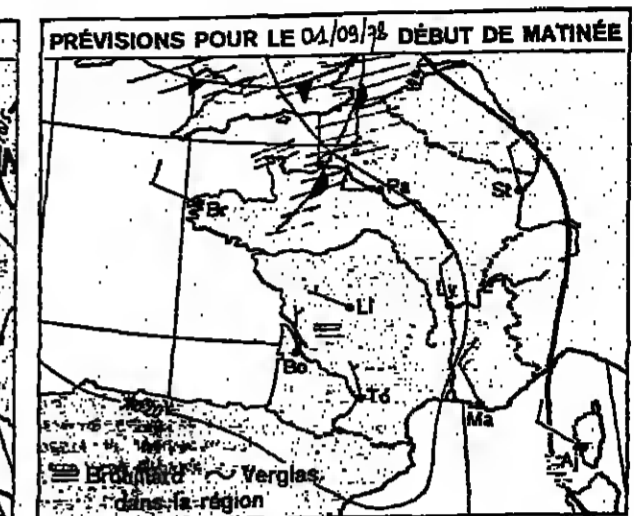 PRÉVISIONS POUR LE 01/09/78 DÉBUT DE MATINÉE
Br
Pa
St
Li
Ly
Bo
To
Ma
Aj
Brouillard Verglas
dans la région